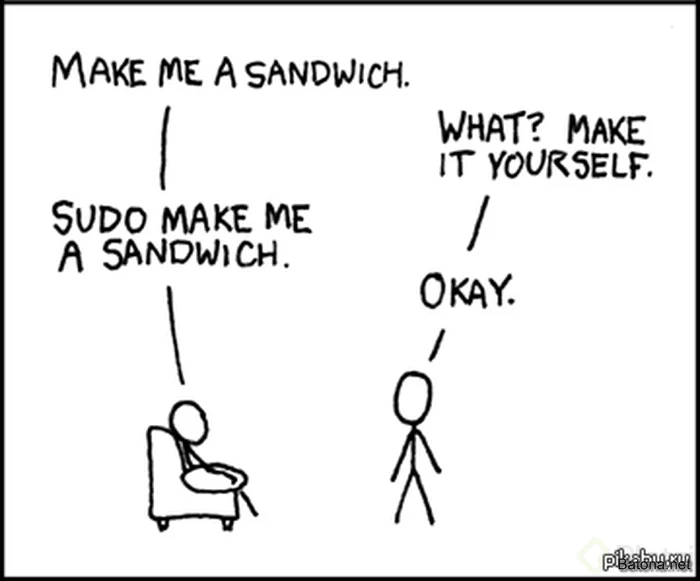 MAKE ME A SANDWICH.
WHAT? MAKE
IT YOURSELF.
SUDO MAKE ME
A SANDWICH.
OKAY.
Batona.net